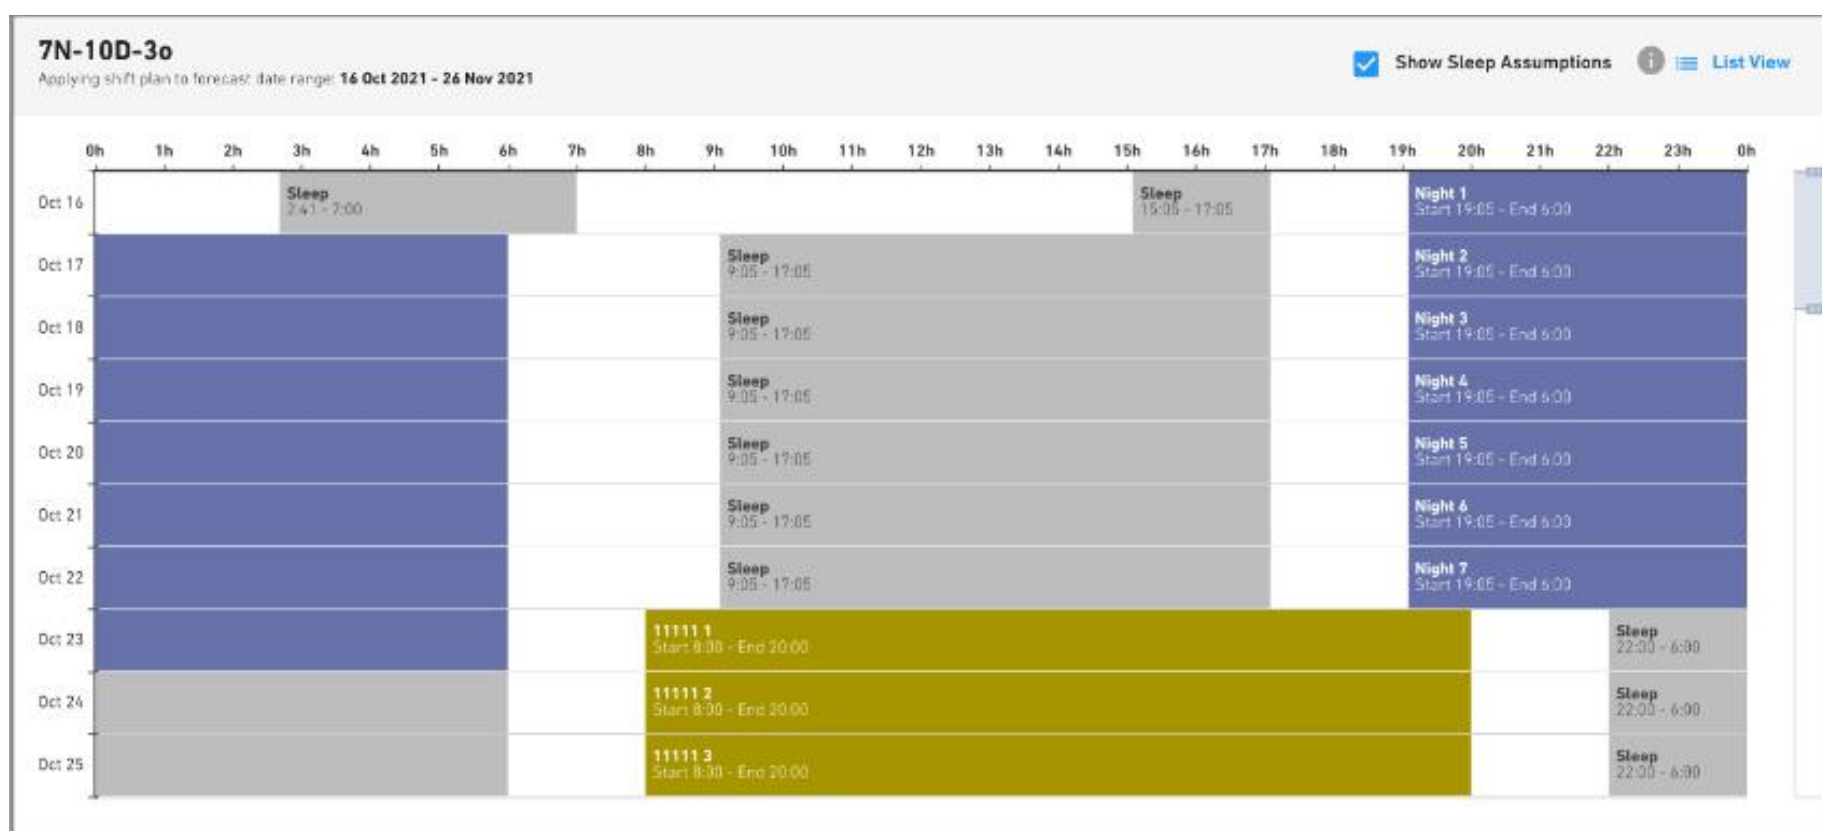 7N-10D-3o
Show Sleep Assumptions
List View
Applying shift plan to forecast date range: 16 Oct 2021 - 26 Nov 2021
0h 1h 2h 3h 4h 5h 6h 7h 8h 9h 10h 11h 12h 13h 14h 15h 16h 17h 18h 19h 20h 21h 22h 23h 0h
Oct 16
Sleep
2:41 - 7:00
Sleep
15:05 - 17:05
Night 1
Start 19:05 - End 6:00
Oct 17
Sleep
9:05 - 17:05
Night 2
Start 19:05 - End 6:00
Oct 18
Sleep
9:05 - 17:05
Night 3
Start 19:05 - End 6:00
Oct 19
Sleep
9:05 - 17:05
Night 4
Start 19:05 - End 6:00
Oct 20
Sleep
9:05 - 17:05
Night 5
Start 19:05 - End 6:00
Oct 21
Sleep
9:05 - 17:05
Night 6
Start 19:05 - End 6:00
Oct 22
Sleep
9:05 - 17:05
Night 7
Start 19:05 - End 6:00
Oct 23
11111 1
Start 8:00 - End 20:00
Sleep
22:00 - 6:00
Oct 24
11111 2
Start 8:00 - End 20:00
Sleep
22:00 - 6:00
Oct 25
11111 3
Start 8:00 - End 20:00
Sleep
22:00 - 6:00